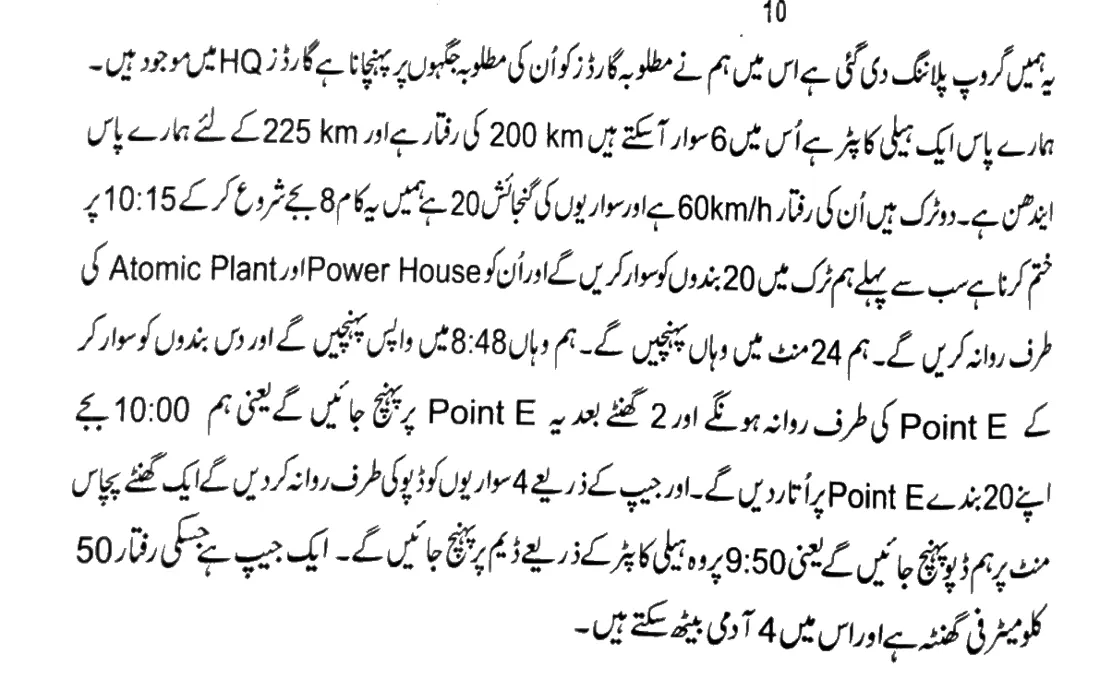 10
یہ ہمیں گروپ پلاننگ دی گئی ہے اس میں ہم نے مطلوبہ گارڈز کو اُن کی مطلوبہ جگہوں پر پہنچانا ہے گارڈز HQ میں موجود ہیں۔
ہمارے پاس ایک ہیلی کاپٹر ہے اُس میں 6 سوار آ سکتے ہیں 200 km کی رفتار ہے اور 225 km کے لئے ہمارے پاس
ایندھن ہے۔ دو ٹرک ہیں اُن کی رفتار 60km/h ہے اور سواریوں کی گنجائش 20 ہے ہمیں یہ کام 8 بجے شروع کر کے 10:15 پر
ختم کرنا ہے سب سے پہلے ہم ٹرک میں 20 بندوں کو سوار کریں گے اور اُن کو Power House اور Atomic Plant کی
طرف روانہ کریں گے۔ ہم 24 منٹ میں وہاں پہنچیں گے۔ ہم وہاں 8:48 میں واپس پہنچیں گے اور دس بندوں کو سوار کر
کے Point E کی طرف روانہ ہونگے اور 2 گھنٹے بعد یہ Point E پر پہنچ جائیں گے یعنی ہم 10:00 بجے
اپنے 20 بندے Point E پر اُتار دیں گے۔ اور جیپ کے ذریعے 4 سواریوں کو ڈپو کی طرف روانہ کر دیں گے ایک گھنٹے پچاس
منٹ پر ہم ڈپو پہنچ جائیں گے یعنی 9:50 پر وہ ہیلی کاپٹر کے ذریعے ڈیم پر پہنچ جائیں گے۔ ایک جیپ ہے جسکی رفتار 50
کلومیٹر فی گھنٹہ ہے اور اس میں 4 آدمی بیٹھ سکتے ہیں۔